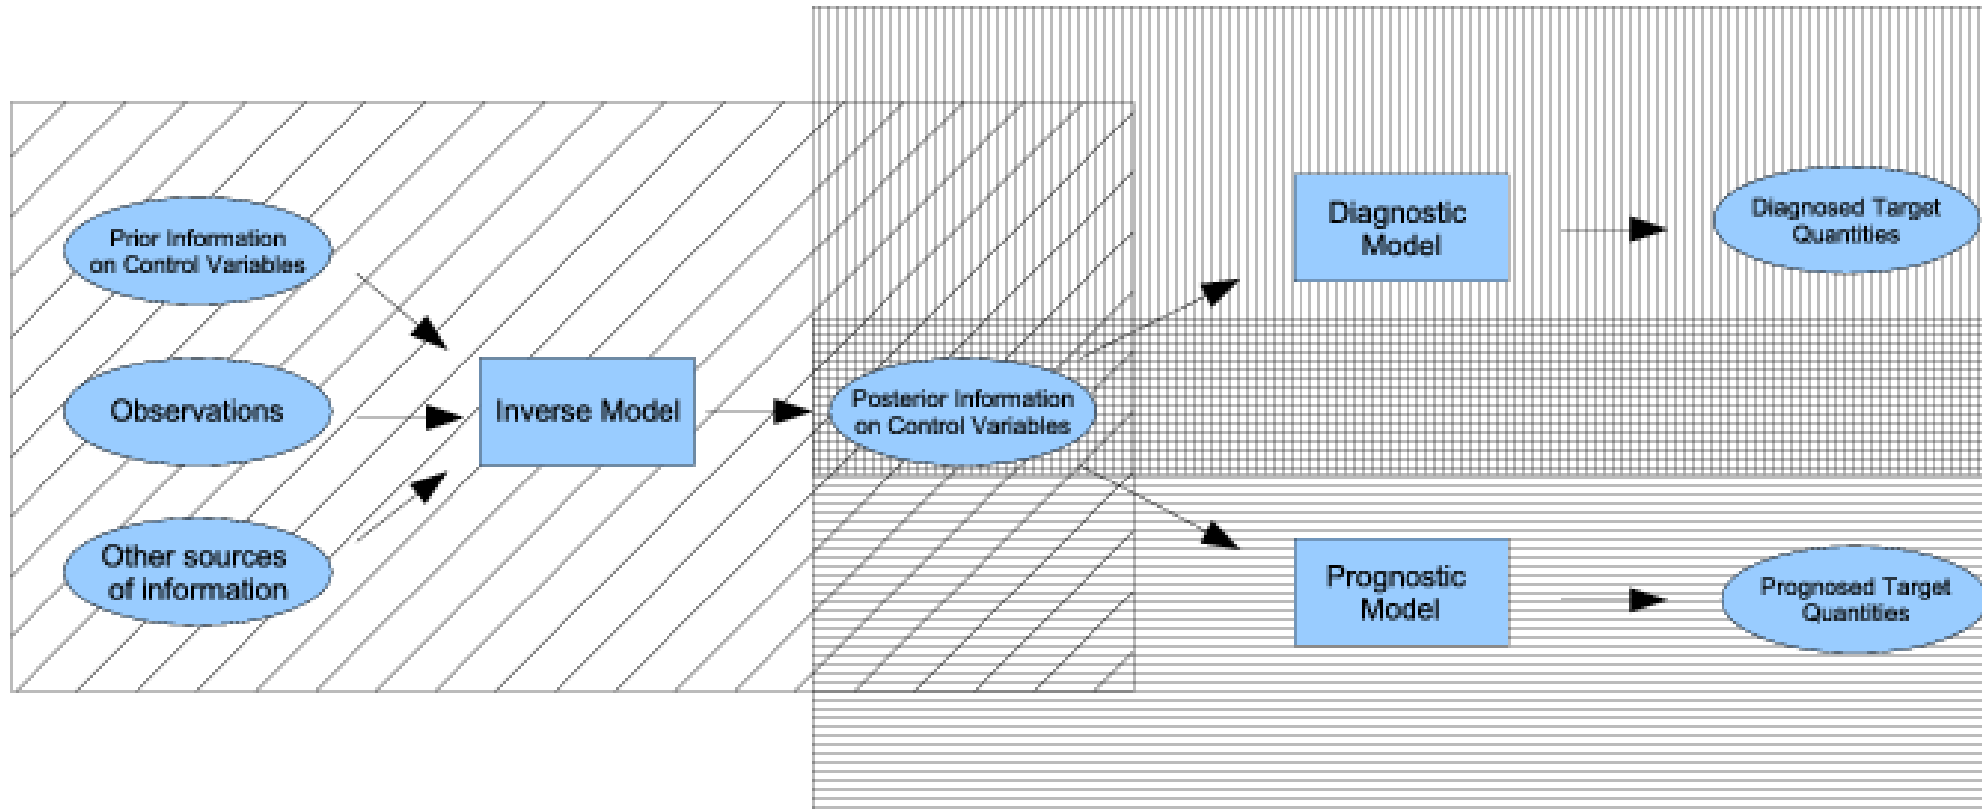 Prior Information
on Control Variables
Observations
Other sources
of information
Inverse Model
Posterior Information
on Control Variables
Diagnostic
Model
Diagnosed Target
Quantities
Prognostic
Model
Prognosed Target
Quantities